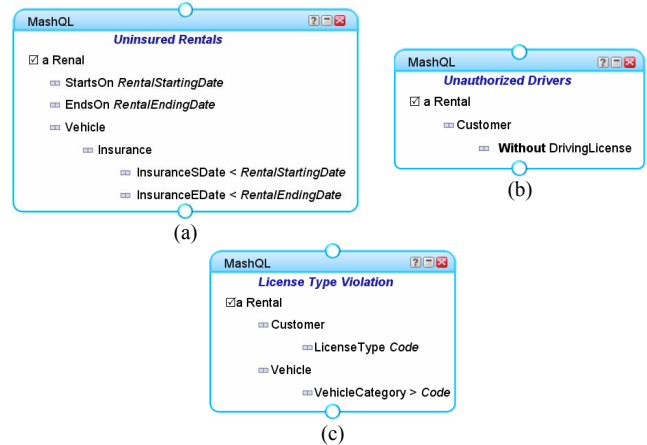 MashQL
Uninsured Rentals
a Renal
StartsOn RentalStartingDate
EndsOn RentalEndingDate
Vehicle
Insurance
InsuranceSDate < RentalStartingDate
InsuranceEDate < RentalEndingDate
(a)
MashQL
Unauthorized Drivers
a Rental
Customer
Without DrivingLicense
(b)
MashQL
License Type Violation
a Rental
Customer
LicenseType Code
Vehicle
VehicleCategory > Code
(c)